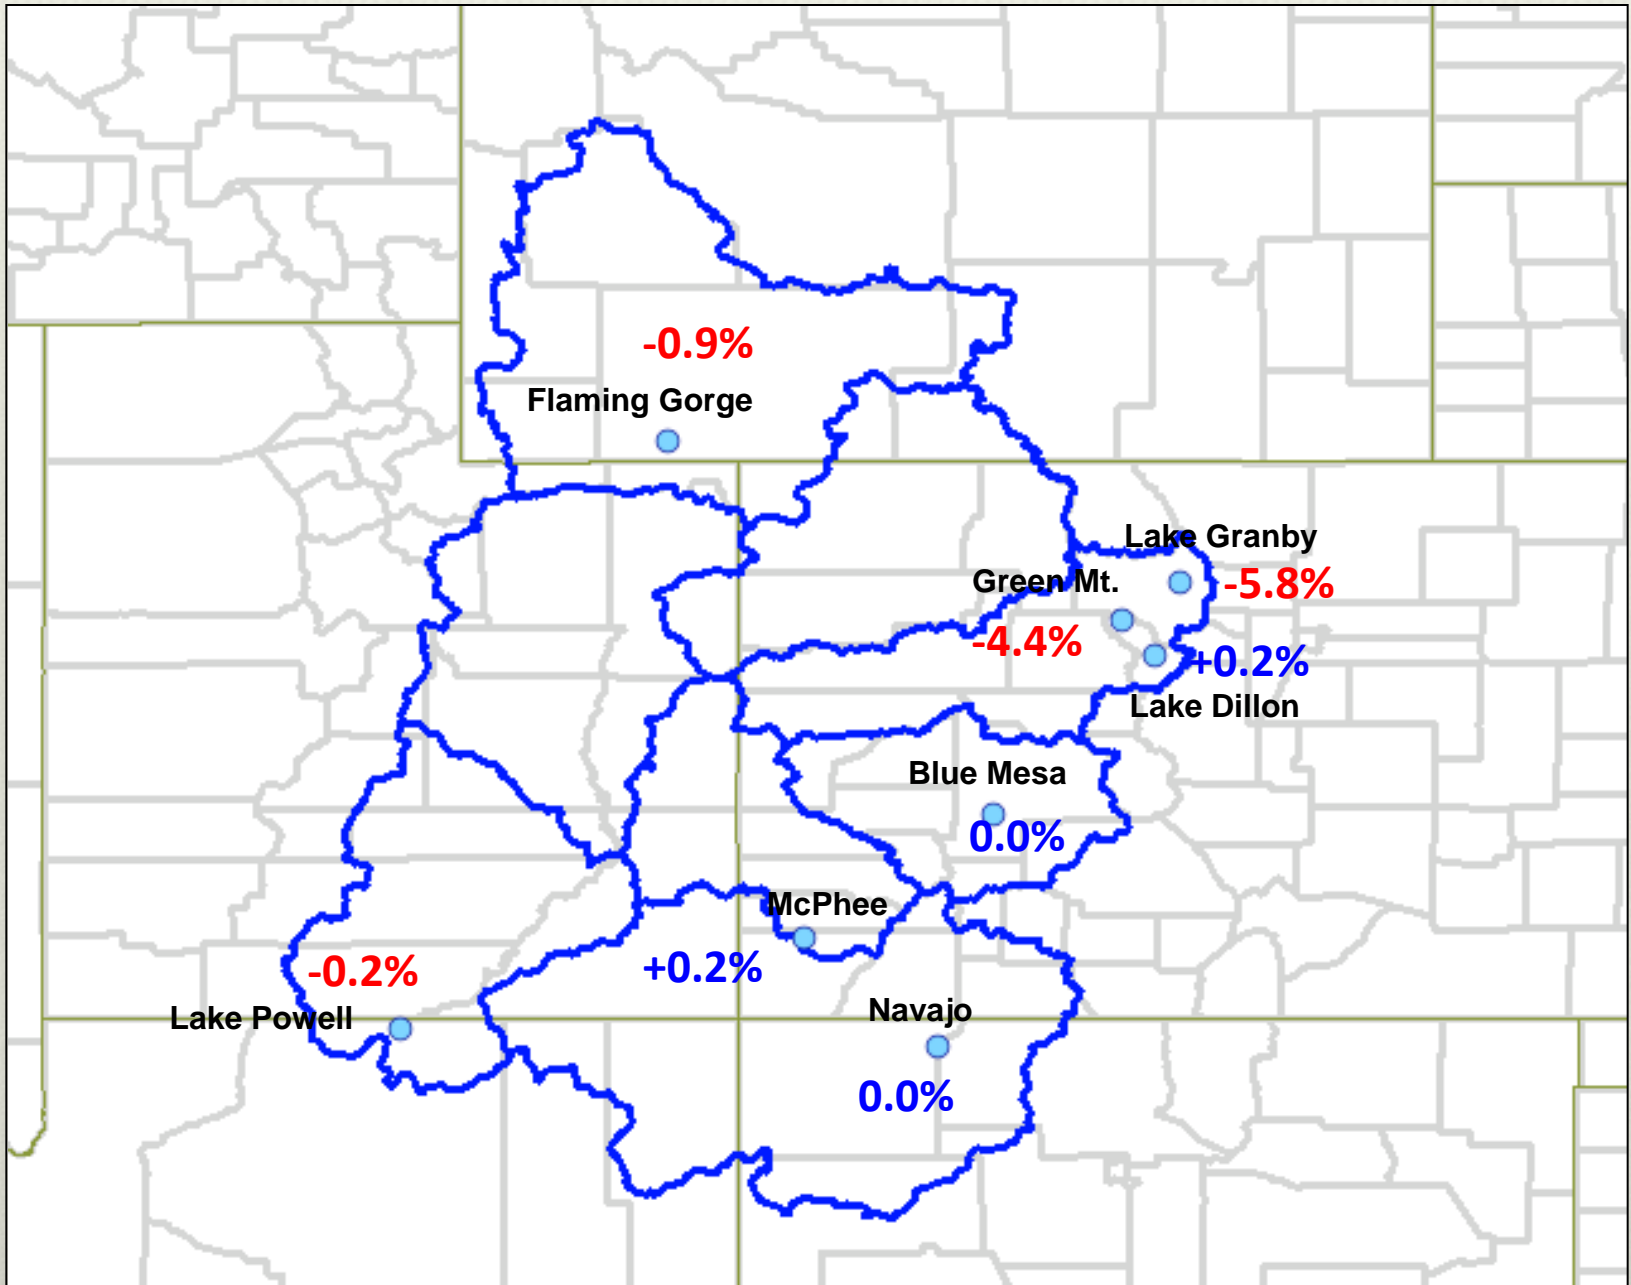 -0.9%
Flaming Gorge
Lake Granby
Green Mt.
-5.8%
-4.4%
+0.2%
Lake Dillon
Blue Mesa
0.0%
McPhee
+0.2%
-0.2%
Lake Powell
Navajo
0.0%